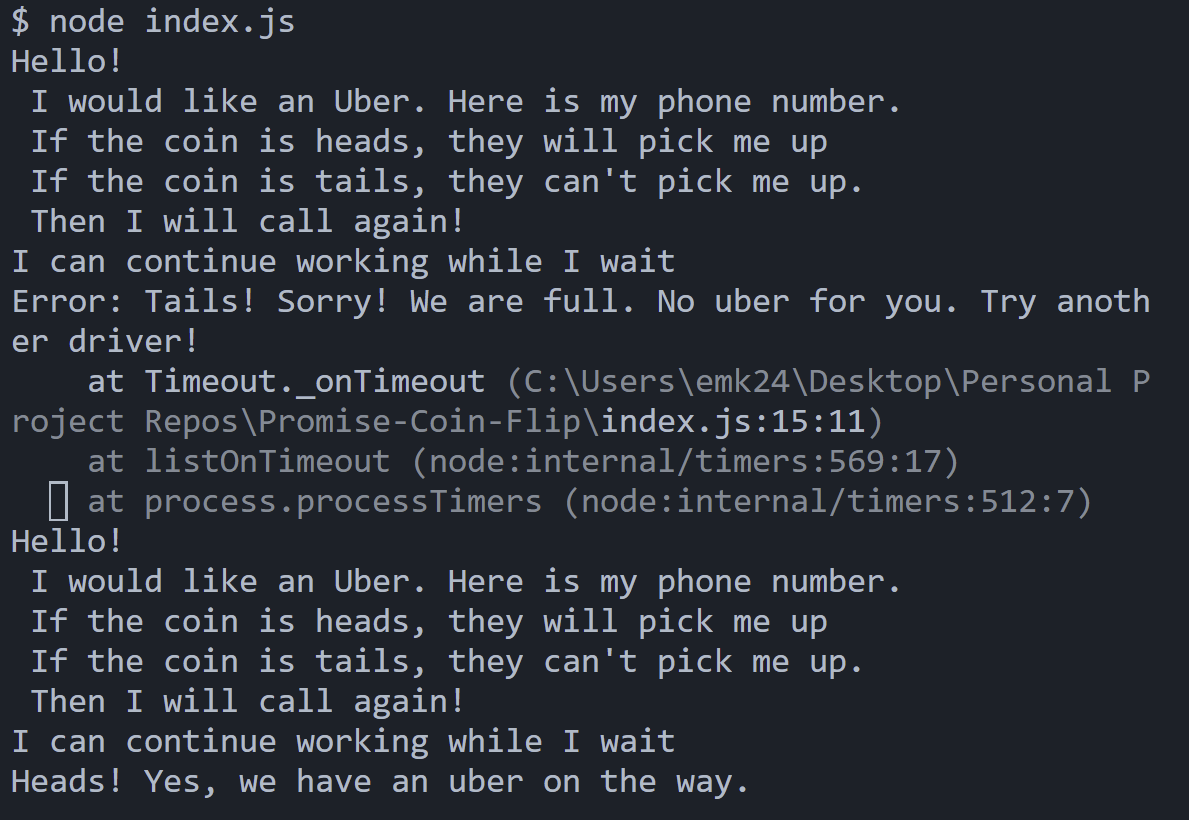 $ node index.js
Hello!
 I would like an Uber. Here is my phone number.
 If the coin is heads, they will pick me up
 If the coin is tails, they can't pick me up.
 Then I will call again!
I can continue working while I wait
Error: Tails! Sorry! We are full. No uber for you. Try anoth
er driver!
    at Timeout._onTimeout (C:\Users\emk24\Desktop\Personal P
roject Repos\Promise-Coin-Flip\index.js:15:11)
    at listOnTimeout (node:internal/timers:569:17)
    at process.processTimers (node:internal/timers:512:7)
Hello!
 I would like an Uber. Here is my phone number.
 If the coin is heads, they will pick me up
 If the coin is tails, they can't pick me up.
 Then I will call again!
I can continue working while I wait
Heads! Yes, we have an uber on the way.